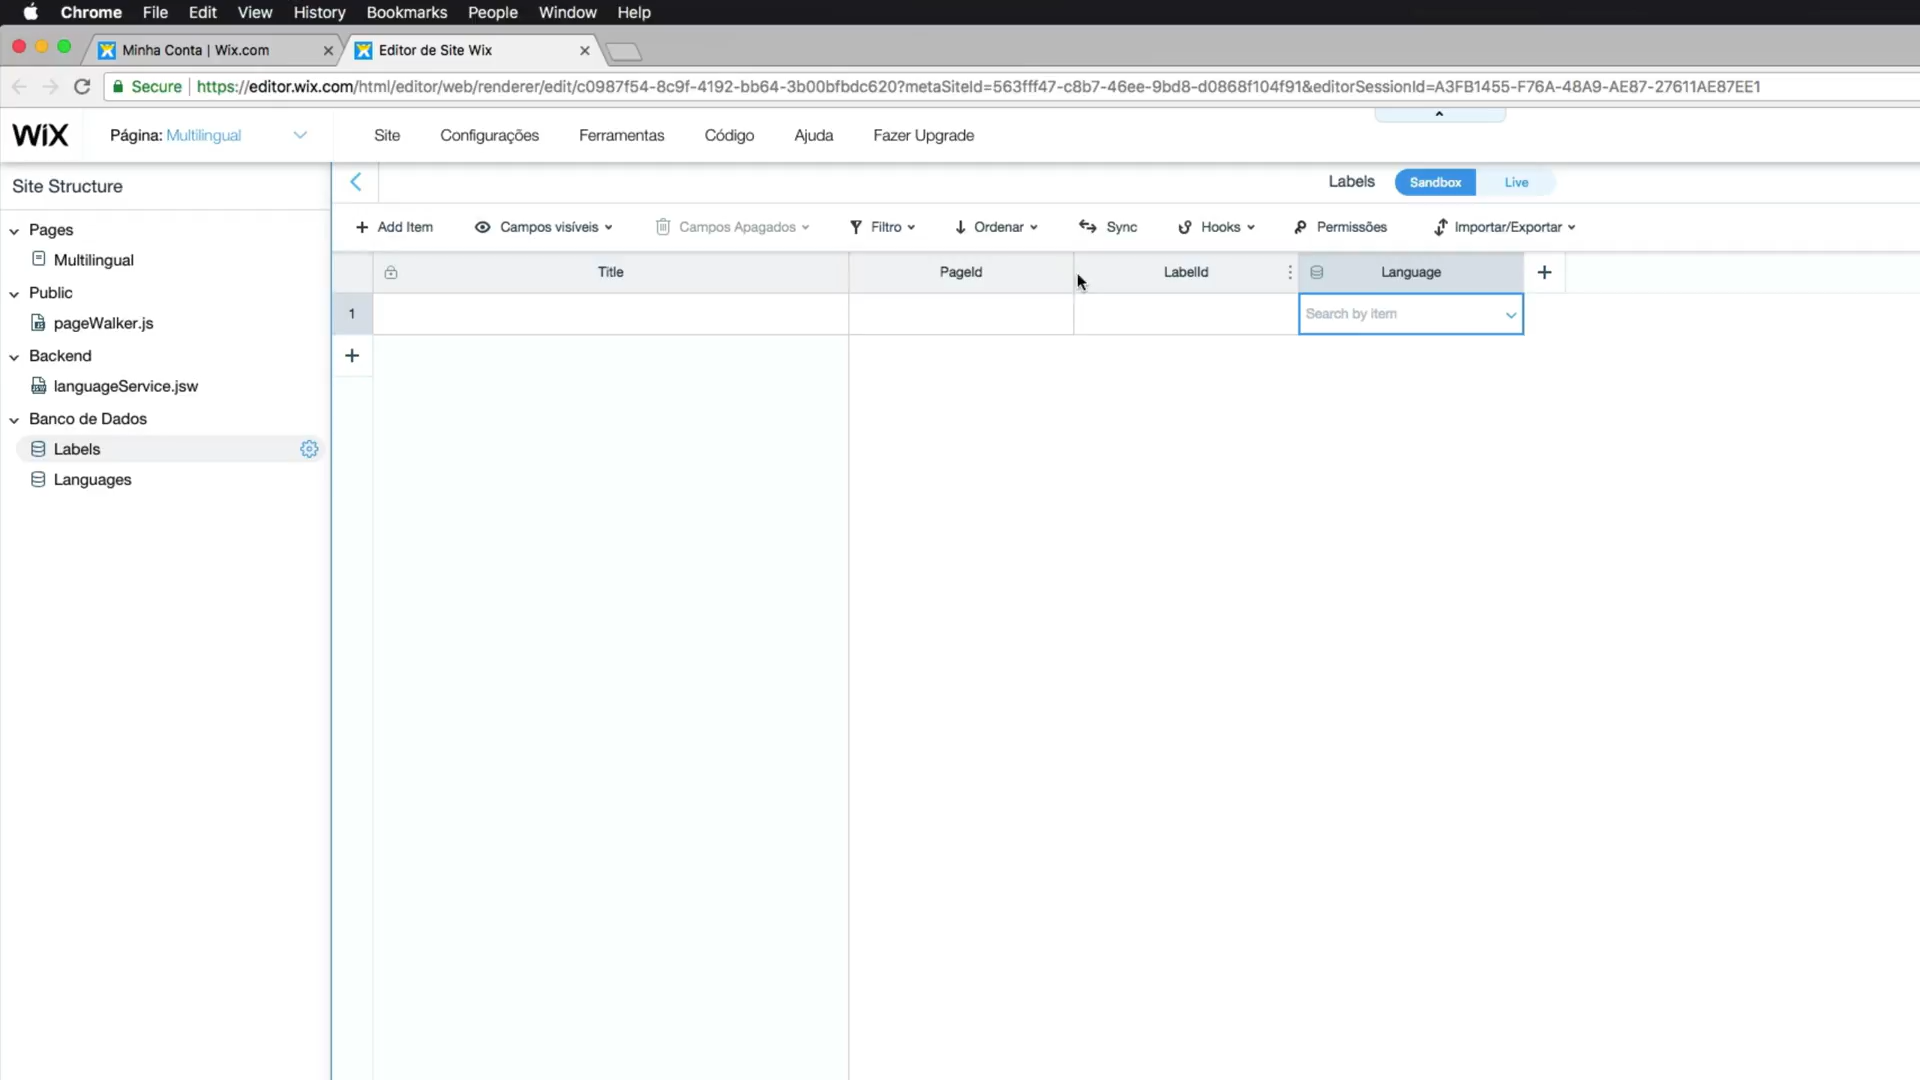 Chrome File Edit View History Bookmarks People Window Help
Minha Conta | Wix.com Editor de Site Wix
Secure https://editor.wix.com/html/editor/web/renderer/edit/c0987f54-8c9f-4192-bb64-3b00bfbdc620?metaSiteId=563fff47-c8b7-46ee-9bd8-d0868f104f91&editorSessionId=A3FB1455-F76A-48A9-AE87-27611AE87EE1
WiX Página: Multilingual Site Configurações Ferramentas Código Ajuda Fazer Upgrade
Site Structure
Labels Sandbox Live
Add Item Campos visíveis Campos Apagados Filtro Ordenar Sync Hooks Permissões Importar/Exportar
Title PageId LabelId Language
1 Search by item
Pages
Multilingual
Public
pageWalker.js
Backend
languageService.jsw
Banco de Dados
Labels
Languages